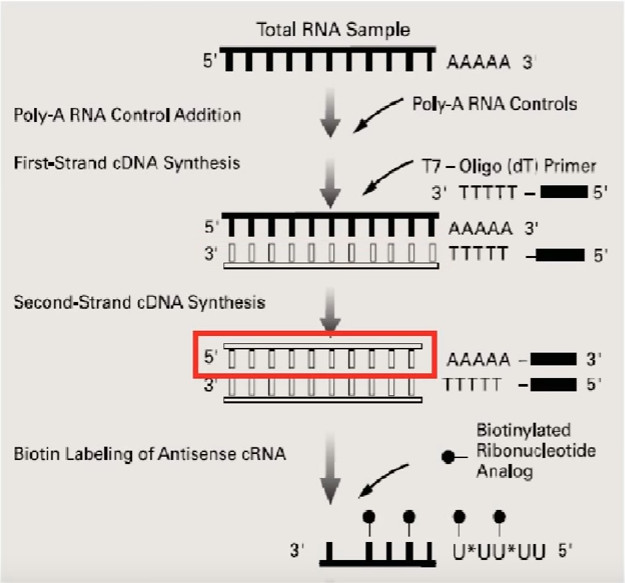 Total RNA Sample
5' AAAAA 3'
Poly-A RNA Control Addition
Poly-A RNA Controls
First-Strand cDNA Synthesis
T7 – Oligo (dT) Primer
3' TTTTT – 5'
5' AAAAA 3'
3' TTTTT – 5'
Second-Strand cDNA Synthesis
5' AAAAA – 3'
3' TTTTT – 5'
Biotin Labeling of Antisense cRNA
Biotinylated
Ribonucleotide
Analog
3' U*UU*UU 5'